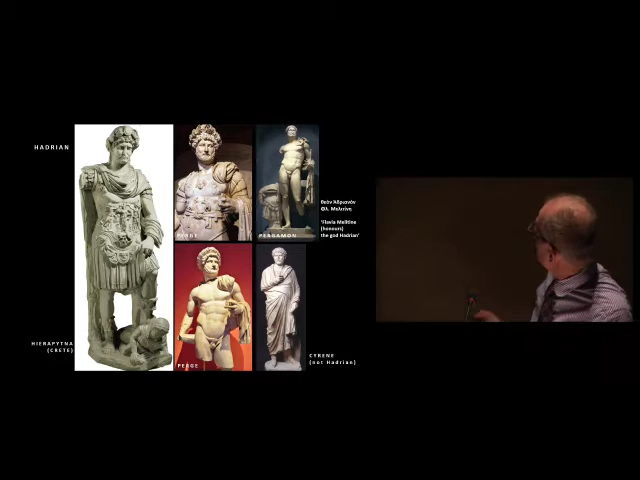 HADRIAN
HIERAPYTNA
(CRETE)
PERGE
PERGAMON
θεὸν Ἁδριανὸν
Φλ. Μελιτίνη
'Flavia Melitine
(honours)
the god Hadrian'
PERGE
CYRENE
(not Hadrian)